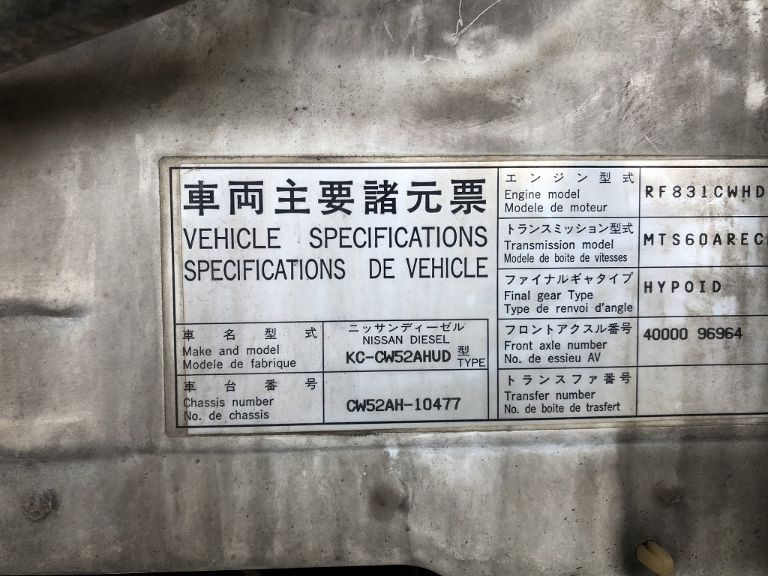 車両主要諸元票
VEHICLE SPECIFICATIONS
SPECIFICATIONS DE VEHICLE
車名型式
Make and model
Modele de fabrique
ニッサンディーゼル
NISSAN DIESEL
KC-CW52AHUD 型
TYPE
車台番号
Chassis number
No. de chassis
CW52AH-10477
エンジン型式
Engine model
Modele de moteur
RF831CWHD
トランスミッション型式
Transmission model
Modele de boite de vitesses
MTS60AREC
ファイナルギヤタイプ
Final gear Type
Type de renvoi d'angle
HYPOID
フロントアクスル番号
Front axle number
No. de essieu AV
40000 96964
トランスファ番号
Transfer number
No. de boite de trasfert